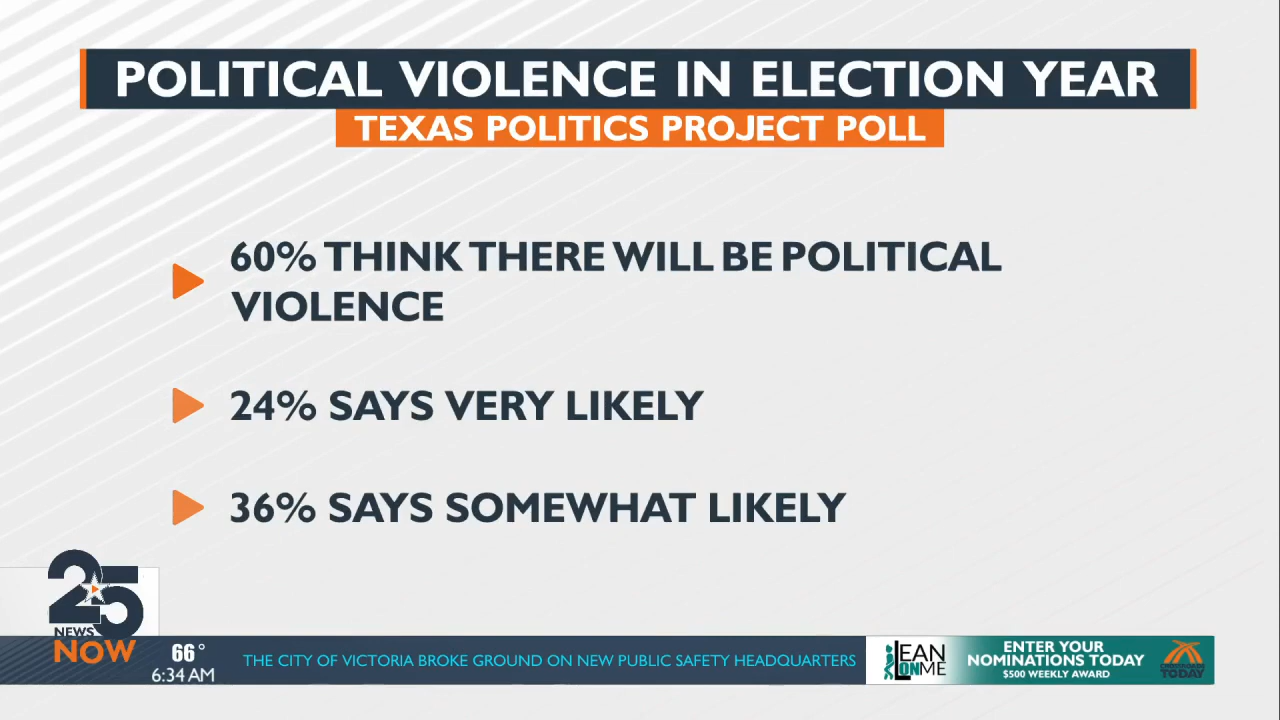 POLITICAL VIOLENCE IN ELECTION YEAR
TEXAS POLITICS PROJECT POLL
60% THINK THERE WILL BE POLITICAL
VIOLENCE
24% SAYS VERY LIKELY
36% SAYS SOMEWHAT LIKELY
25
NEWS
NOW
66°
6:34 AM
THE CITY OF VICTORIA BROKE GROUND ON NEW PUBLIC SAFETY HEADQUARTERS
LEAN
ON ME
ENTER YOUR
NOMINATIONS TODAY
$500 WEEKLY AWARD
CROSSROADS
TODAY